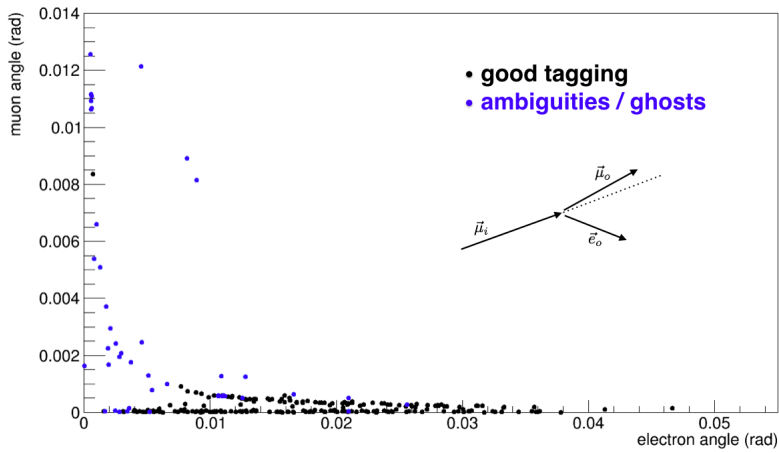 muon angle (rad)
0.014
0.012
0.01
0.008
0.006
0.004
0.002
0
good tagging
ambiguities / ghosts
μ⃗ₒ
μ⃗ᵢ
e⃗ₒ
0 0.01 0.02 0.03 0.04 0.05
electron angle (rad)